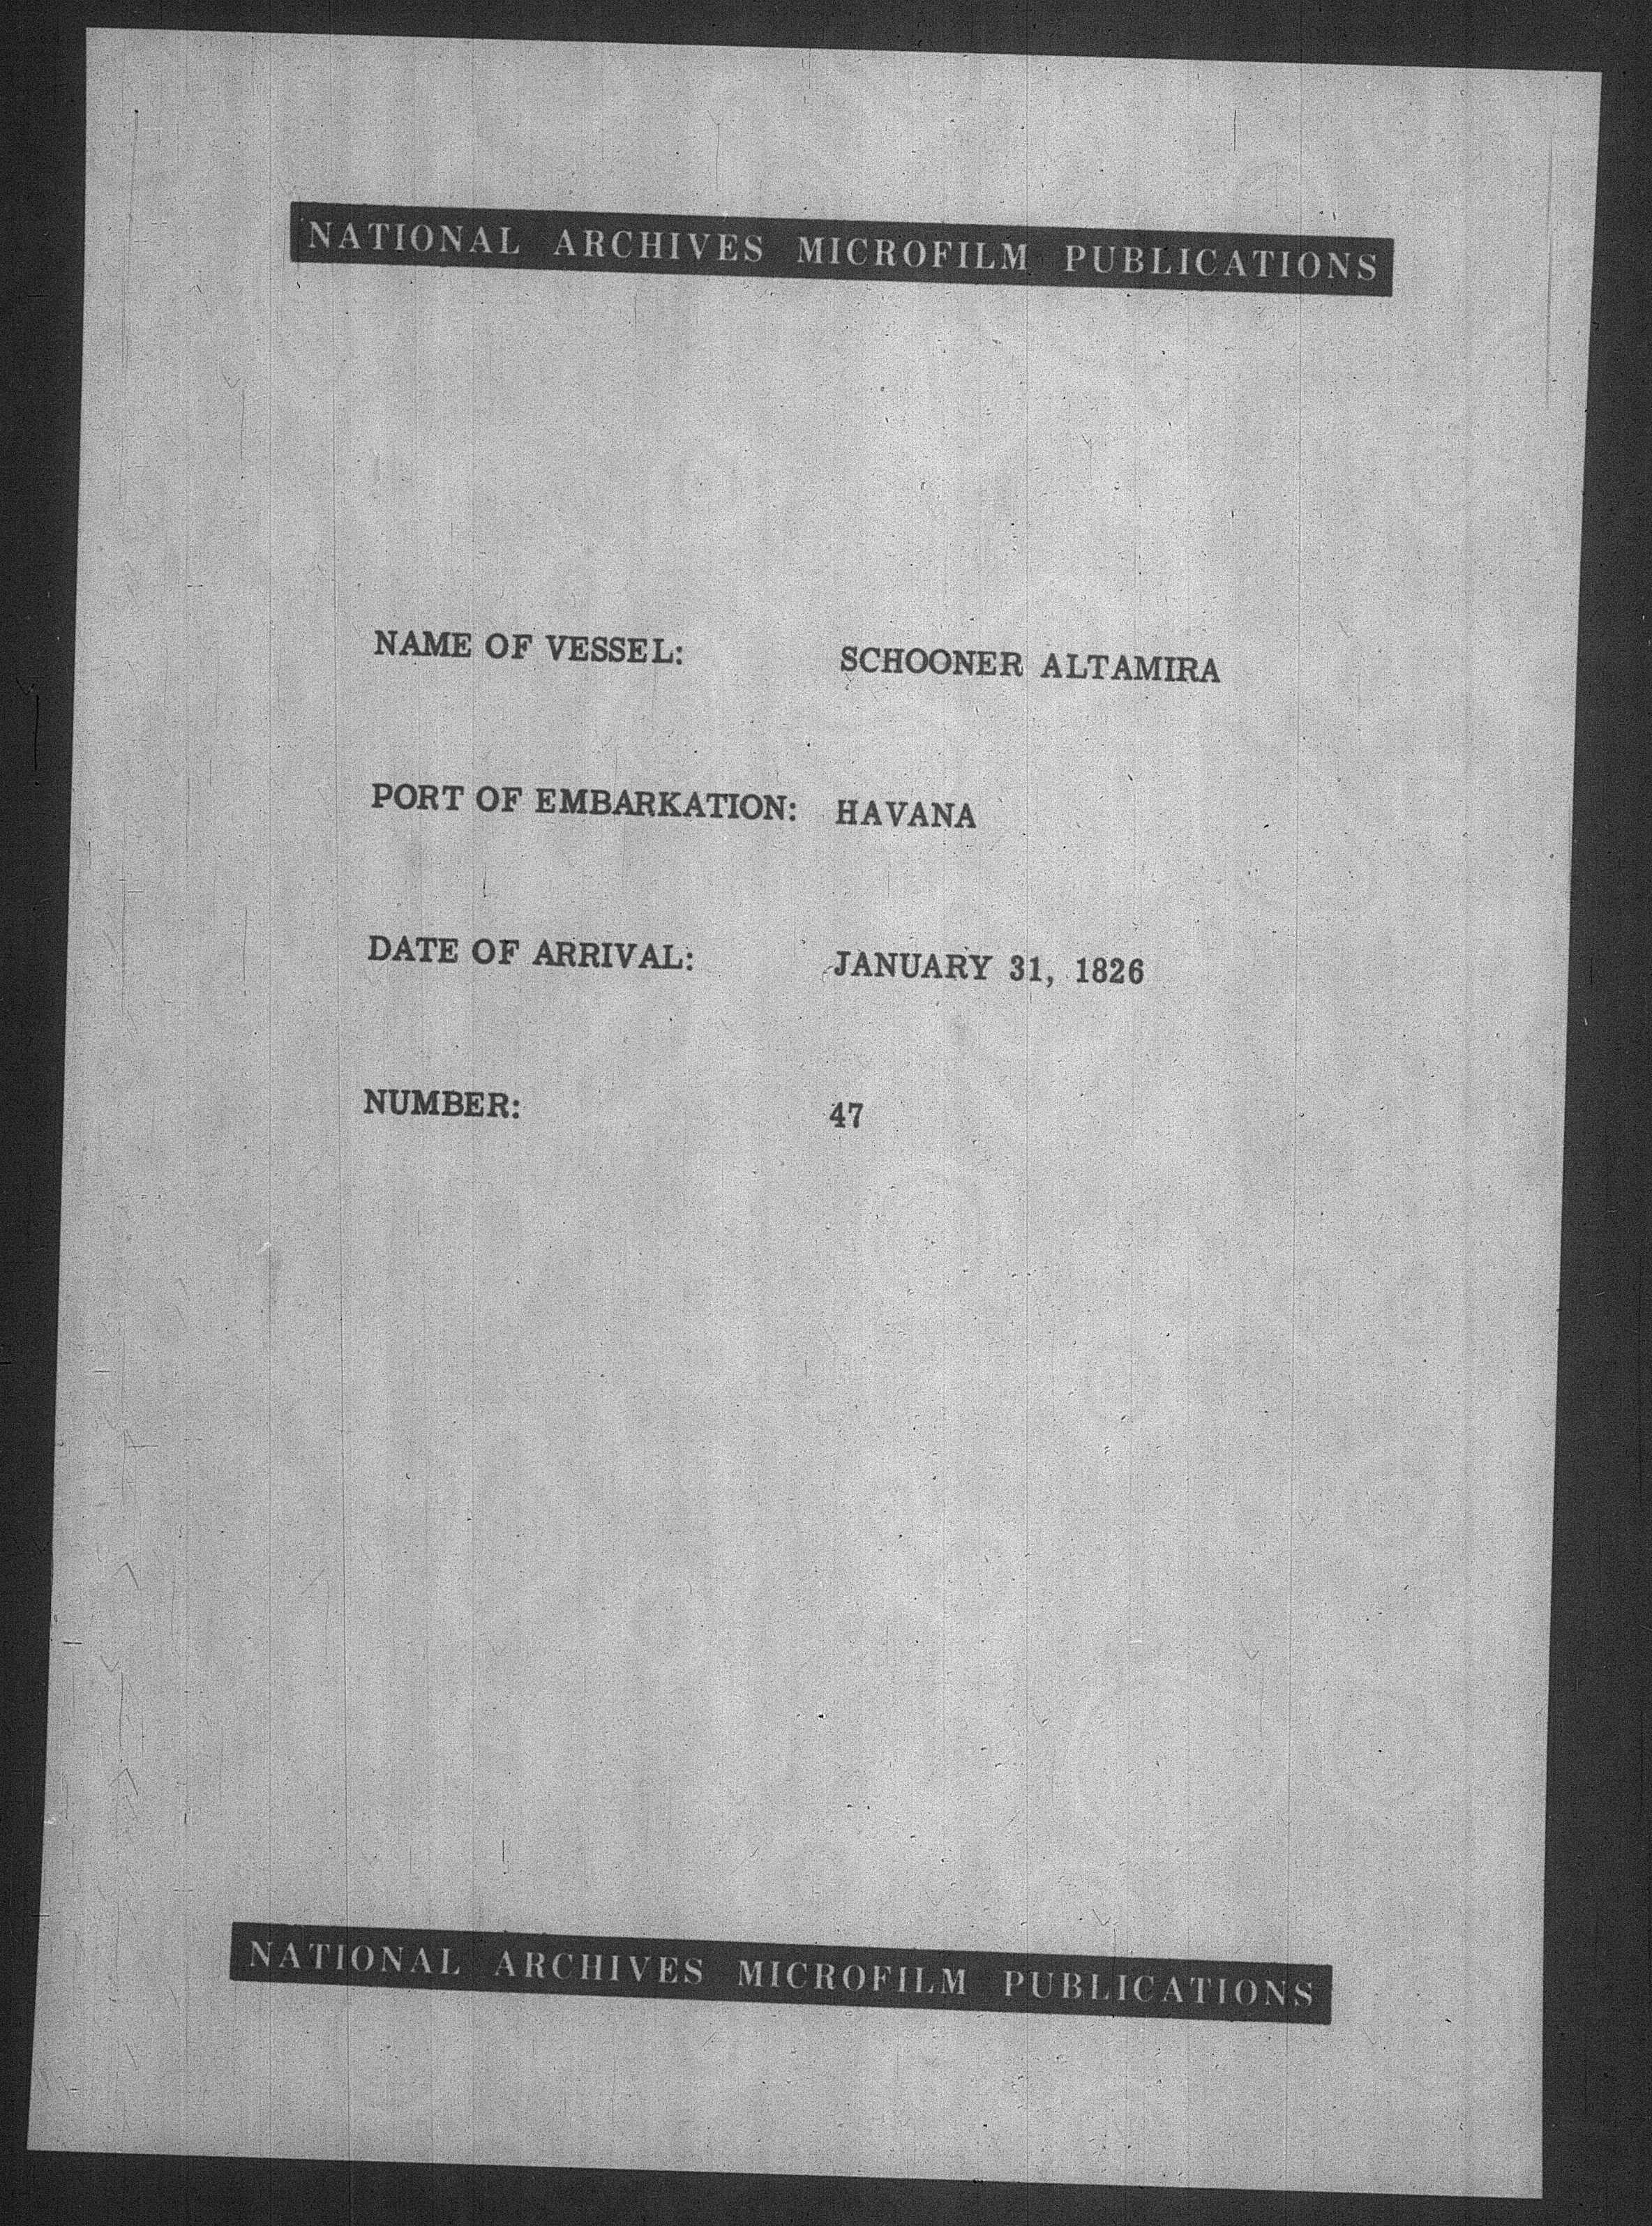 NATIONAL ARCHIVES MICROFILM PUBLICATIONS
NAME OF VESSEL: SCHOONER ALTAMIRA
PORT OF EMBARKATION: HAVANA
DATE OF ARRIVAL: JANUARY 31, 1826
NUMBER: 47
NATIONAL ARCHIVES MICROFILM PUBLICATIONS